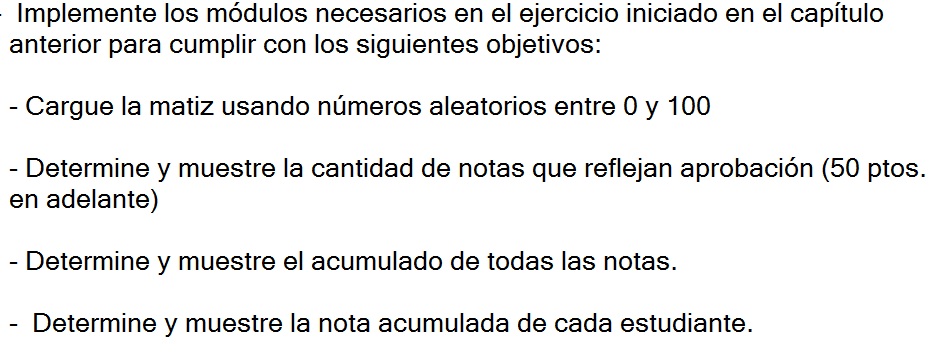 - Implemente los módulos necesarios en el ejercicio iniciado en el capítulo
anterior para cumplir con los siguientes objetivos:
- Cargue la matiz usando números aleatorios entre 0 y 100
- Determine y muestre la cantidad de notas que reflejan aprobación (50 ptos.
en adelante)
- Determine y muestre el acumulado de todas las notas.
- Determine y muestre la nota acumulada de cada estudiante.